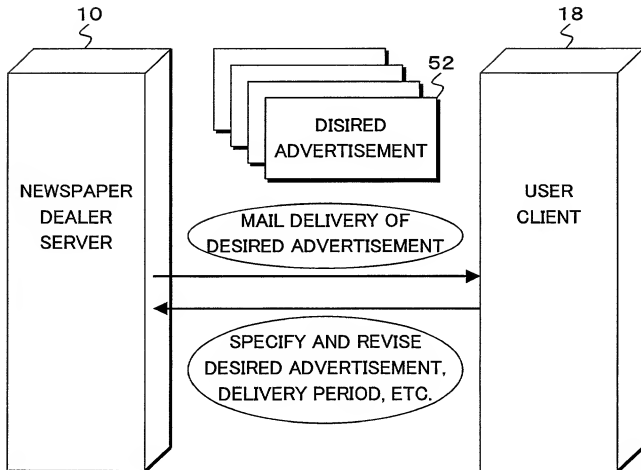 10
18
52
DISIRED
ADVERTISEMENT
NEWSPAPER
DEALER
SERVER
USER
CLIENT
MAIL DELIVERY OF
DESIRED ADVERTISEMENT
SPECIFY AND REVISE
DESIRED ADVERTISEMENT,
DELIVERY PERIOD, ETC.